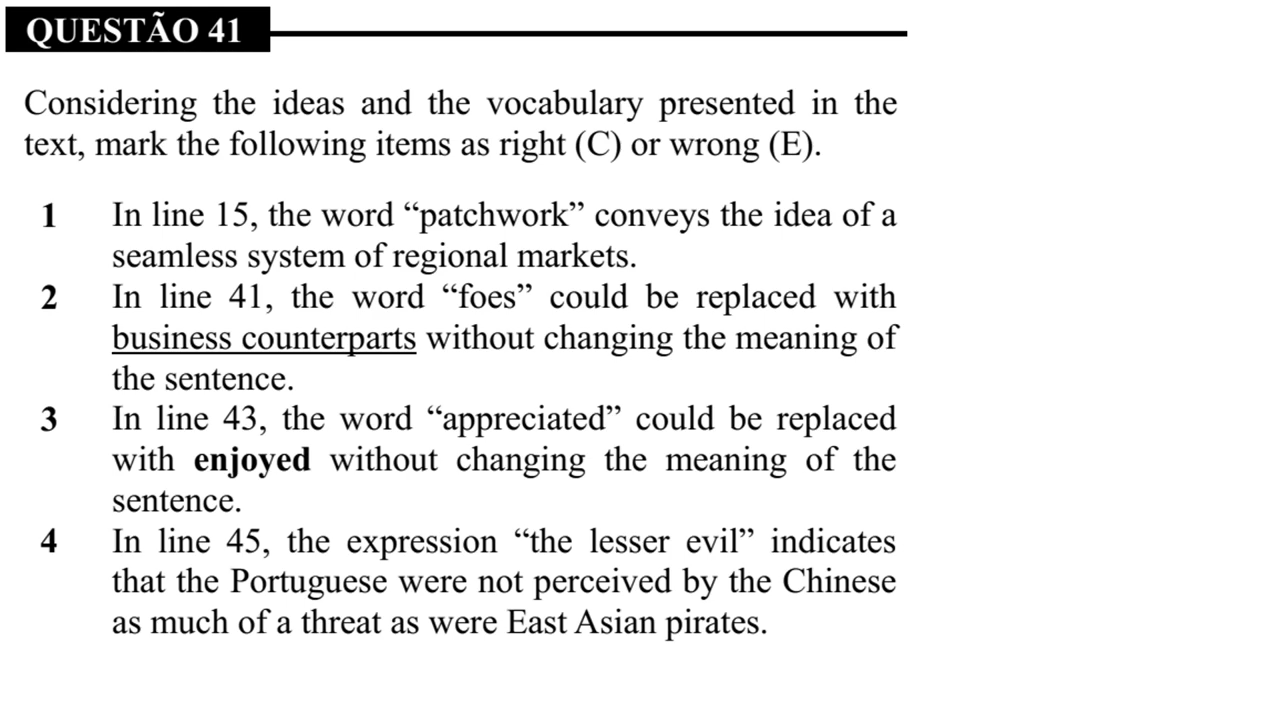 QUESTÃO 41
Considering the ideas and the vocabulary presented in the
text, mark the following items as right (C) or wrong (E).
1 In line 15, the word “patchwork” conveys the idea of a
seamless system of regional markets.
2 In line 41, the word “foes” could be replaced with
business counterparts without changing the meaning of
the sentence.
3 In line 43, the word “appreciated” could be replaced
with enjoyed without changing the meaning of the
sentence.
4 In line 45, the expression “the lesser evil” indicates
that the Portuguese were not perceived by the Chinese
as much of a threat as were East Asian pirates.